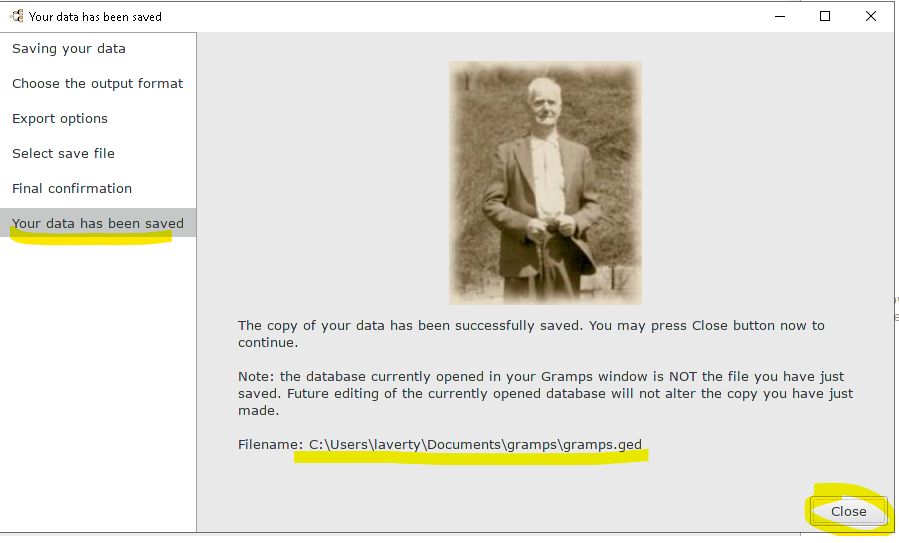 Your data has been saved
Saving your data
Choose the output format
Export options
Select save file
Final confirmation
Your data has been saved
The copy of your data has been successfully saved. You may press Close button now to
continue.
Note: the database currently opened in your Gramps window is NOT the file you have just
saved. Future editing of the currently opened database will not alter the copy you have just
made.
Filename: C:\Users\laverty\Documents\gramps\gramps.ged
Close